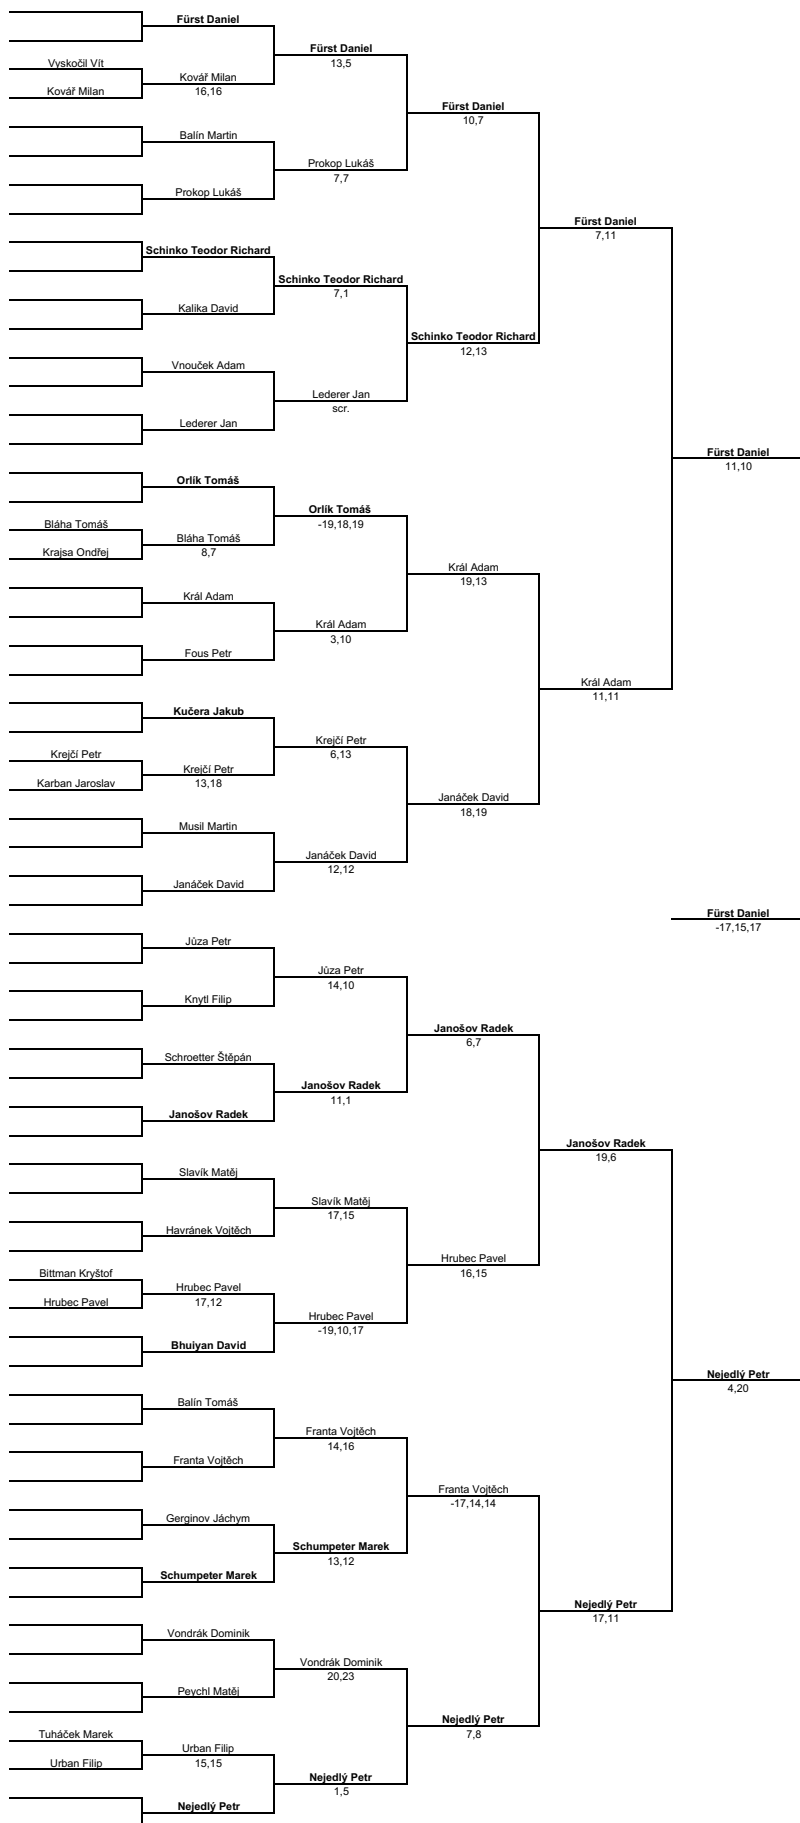 Fürst Daniel
Fürst Daniel
13,5
Vyskočil Vít
Kovář Milan
Kovář Milan
16,16
Fürst Daniel
10,7
Balín Martin
Prokop Lukáš
7,7
Prokop Lukáš
Fürst Daniel
7,11
Schinko Teodor Richard
Schinko Teodor Richard
7,1
Kalika David
Schinko Teodor Richard
12,13
Vnouček Adam
Lederer Jan
scr.
Lederer Jan
Fürst Daniel
11,10
Orlík Tomáš
Orlík Tomáš
-19,18,19
Bláha Tomáš
Krajsa Ondřej
Bláha Tomáš
8,7
Král Adam
19,13
Král Adam
Král Adam
3,10
Fous Petr
Král Adam
11,11
Kučera Jakub
Krejčí Petr
6,13
Krejčí Petr
Karban Jaroslav
Krejčí Petr
13,18
Janáček David
18,19
Musil Martin
Janáček David
12,12
Janáček David
Fürst Daniel
-17,15,17
Jůza Petr
Jůza Petr
14,10
Knytl Filip
Janošov Radek
6,7
Schroetter Štěpán
Janošov Radek
11,1
Janošov Radek
Janošov Radek
19,6
Slavík Matěj
Slavík Matěj
17,15
Havránek Vojtěch
Hrubec Pavel
16,15
Bittman Kryštof
Hrubec Pavel
Hrubec Pavel
17,12
Hrubec Pavel
-19,10,17
Bhuiyan David
Nejedlý Petr
4,20
Balín Tomáš
Franta Vojtěch
14,16
Franta Vojtěch
Franta Vojtěch
-17,14,14
Gerginov Jáchym
Schumpeter Marek
13,12
Schumpeter Marek
Nejedlý Petr
17,11
Vondrák Dominik
Vondrák Dominik
20,23
Peychl Matěj
Nejedlý Petr
7,8
Tuháček Marek
Urban Filip
Urban Filip
15,15
Nejedlý Petr
1,5
Nejedlý Petr